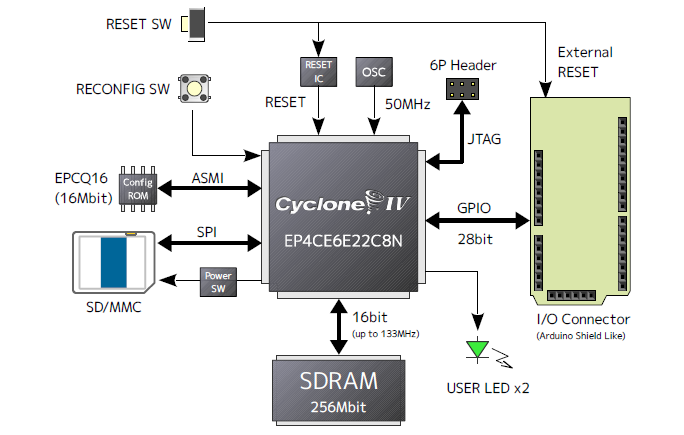 RESET SW
External
RESET
RESET
IC
OSC
6P Header
RECONFIG SW
RESET
50MHz
JTAG
EPCQ16
(16Mbit)
Config
ROM
ASMI
Cyclone IV
EP4CE6E22C8N
GPIO
28bit
SPI
Power
SW
SD/MMC
16bit
(up to 133MHz)
I/O Connector
(Arduino Shield Like)
SDRAM
256Mbit
USER LED x2